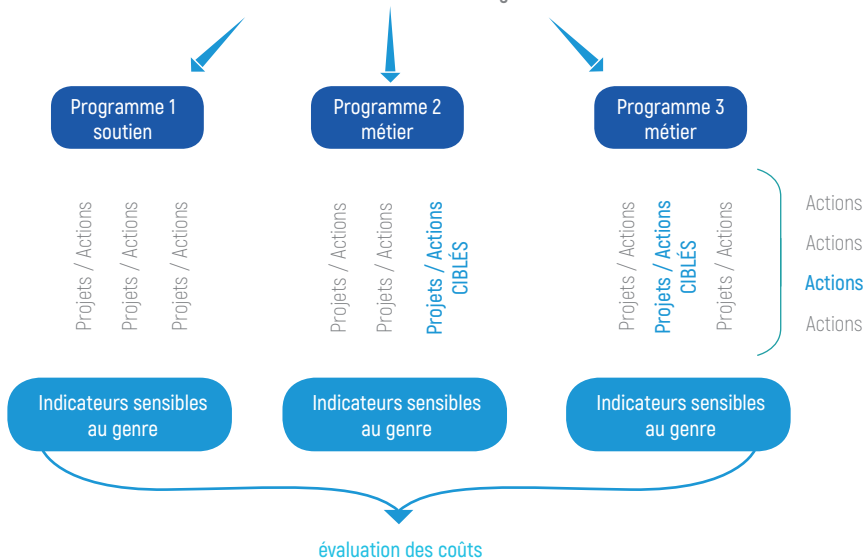 Programme 1
soutien
Programme 2
métier
Programme 3
métier
Projets / Actions
Projets / Actions
Projets / Actions
Projets / Actions
Projets / Actions
Projets / Actions
CIBLÉS
Projets / Actions
Projets / Actions
CIBLÉS
Projets / Actions
Actions
Actions
Actions
Actions
Indicateurs sensibles
au genre
Indicateurs sensibles
au genre
Indicateurs sensibles
au genre
évaluation des coûts